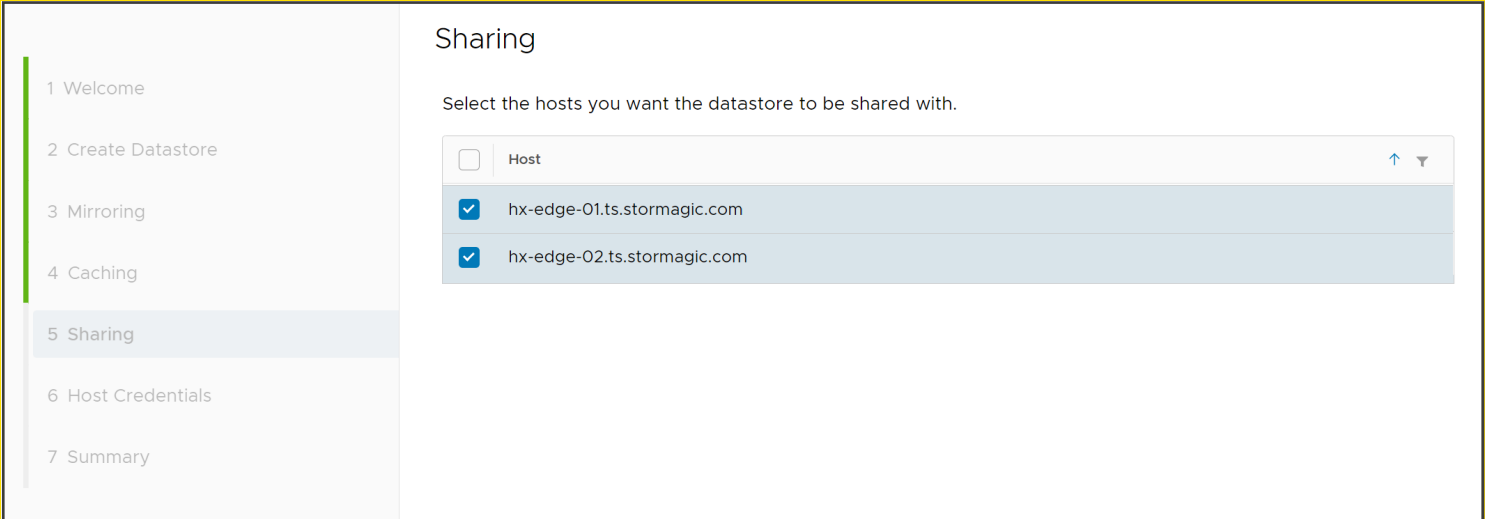 Sharing
1 Welcome
2 Create Datastore
3 Mirroring
4 Caching
5 Sharing
6 Host Credentials
7 Summary
Select the hosts you want the datastore to be shared with.
Host
hx-edge-01.ts.stormagic.com
hx-edge-02.ts.stormagic.com